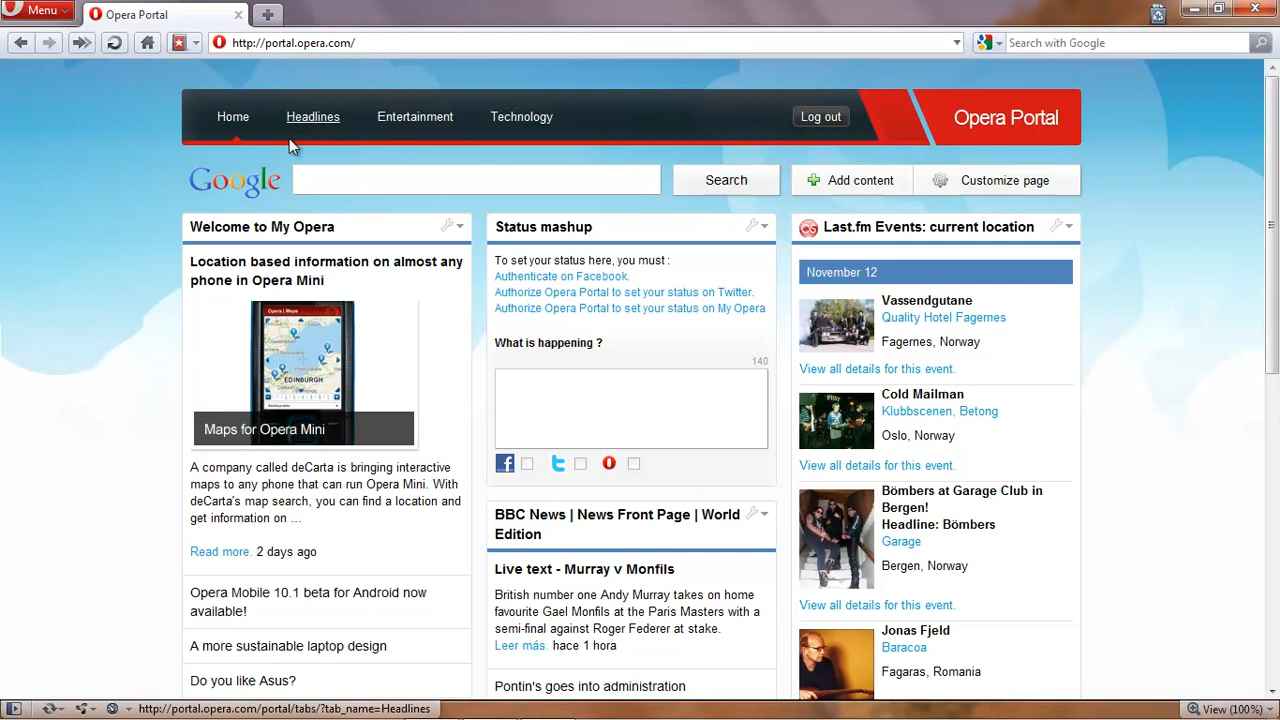 Menu
Opera Portal
http://portal.opera.com/
Search with Google
Home Headlines Entertainment Technology
Log out
Opera Portal
Google
Search
Add content
Customize page
Welcome to My Opera
Location based information on almost any
phone in Opera Mini
Opera | Maps
EDINBURGH
Maps for Opera Mini
A company called deCarta is bringing interactive
maps to any phone that can run Opera Mini. With
deCarta's map search, you can find a location and
get information on ...
Read more. 2 days ago
Opera Mobile 10.1 beta for Android now
available!
A more sustainable laptop design
Do you like Asus?
Status mashup
To set your status here, you must :
Authenticate on Facebook.
Authorize Opera Portal to set your status on Twitter.
Authorize Opera Portal to set your status on My Opera
What is happening ?
140
BBC News | News Front Page | World
Edition
Live text - Murray v Monfils
British number one Andy Murray takes on home
favourite Gael Monfils at the Paris Masters with a
semi-final against Roger Federer at stake.
Leer más. hace 1 hora
Pontin's goes into administration
Last.fm Events: current location
November 12
Vassendgutane
Quality Hotel Fagernes
Fagernes, Norway
View all details for this event.
Cold Mailman
Klubbscenen, Betong
Oslo, Norway
View all details for this event.
Bömbers at Garage Club in
Bergen!
Headline: Bömbers
Garage
Bergen, Norway
View all details for this event.
Jonas Fjeld
Baracoa
Fagaras, Romania
http://portal.opera.com/portal/tabs/?tab_name=Headlines
View (100%)